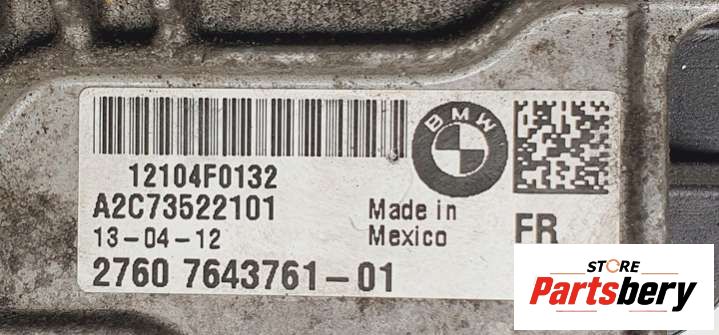 BMW
12104F0132
A2C73522101
Made in
Mexico
FR
13-04-12
2760 7643761-01
STORE
Partsbery